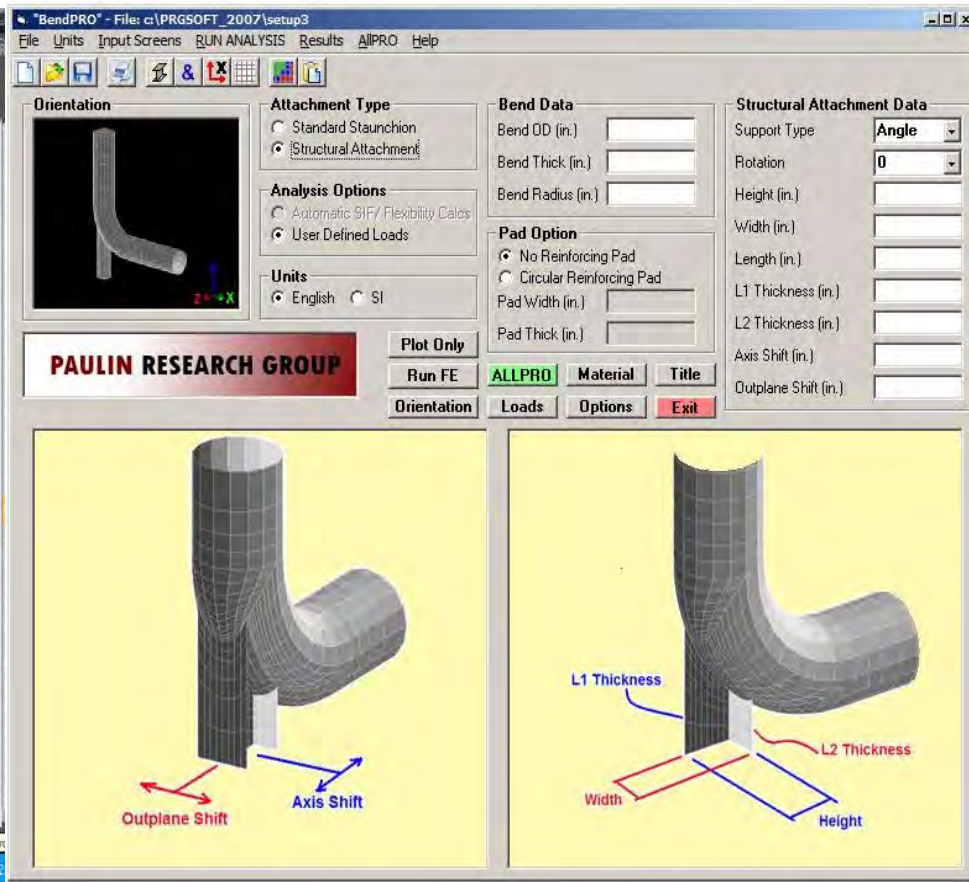 "BendPRO" - File: c:\PRGSOFT_2007\setup3
File Units Input Screens RUN ANALYSIS Results AllPRO Help
Orientation
Z X
Attachment Type
Standard Staunchion
Structural Attachment
Analysis Options
Automatic SIF/ Flexibility Calcs
User Defined Loads
Units
English SI
Bend Data
Bend OD (in.)
Bend Thick (in.)
Bend Radius (in.)
Pad Option
No Reinforcing Pad
Circular Reinforcing Pad
Pad Width (in.)
Pad Thick (in.)
Structural Attachment Data
Support Type Angle
Rotation 0
Height (in.)
Width (in.)
Length (in.)
L1 Thickness (in.)
L2 Thickness (in.)
Axis Shift (in.)
Outplane Shift (in.)
PAULIN RESEARCH GROUP
Plot Only
Run FE ALLPRO Material Title
Orientation Loads Options Exit
Outplane Shift
Axis Shift
L1 Thickness
L2 Thickness
Width
Height